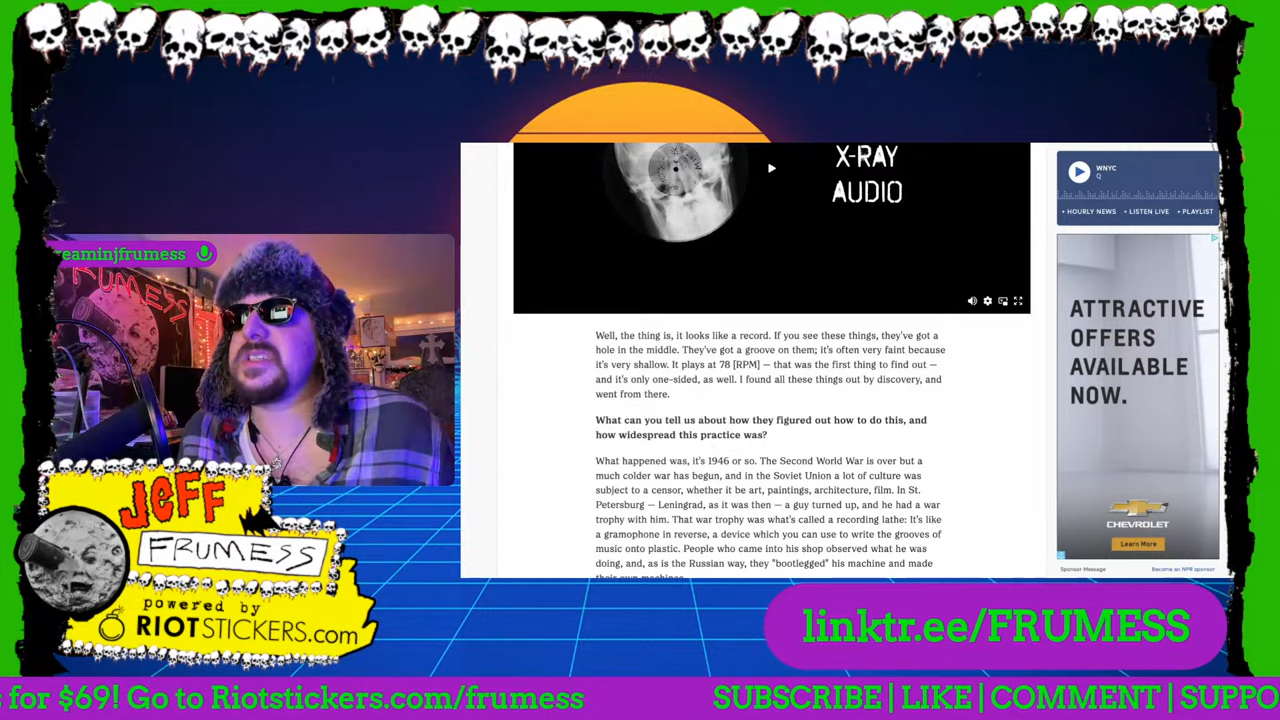 X-RAY
AUDIO
WNYC
Q
• HOURLY NEWS • LISTEN LIVE • PLAYLIST
eaminjfrumess
FRUMESS
Well, the thing is, it looks like a record. If you see these things, they've got a
hole in the middle. They've got a groove on them; it's often very faint because
it's very shallow. It plays at 78 [RPM] — that was the first thing to find out —
and it's only one-sided, as well. I found all these things out by discovery, and
went from there.
What can you tell us about how they figured out how to do this, and
how widespread this practice was?
What happened was, it's 1946 or so. The Second World War is over but a
much colder war has begun, and in the Soviet Union a lot of culture was
subject to a censor, whether it be art, paintings, architecture, film. In St.
Petersburg — Leningrad, as it was then — a guy turned up, and he had a war
trophy with him. That war trophy was what's called a recording lathe: It's like
a gramophone in reverse, a device which you can use to write the grooves of
music onto plastic. People who came into his shop observed what he was
doing, and, as is the Russian way, they "bootlegged" his machine and made
their own machines.
ATTRACTIVE
OFFERS
AVAILABLE
NOW.
CHEVROLET
Learn More
Sponsor Message Become an NPR sponsor
JEFF
FRUMESS
powered by
RIOTSTICKERS.com
linktr.ee/FRUMESS
s for $69! Go to Riotstickers.com/frumess SUBSCRIBE | LIKE | COMMENT | SUPPO